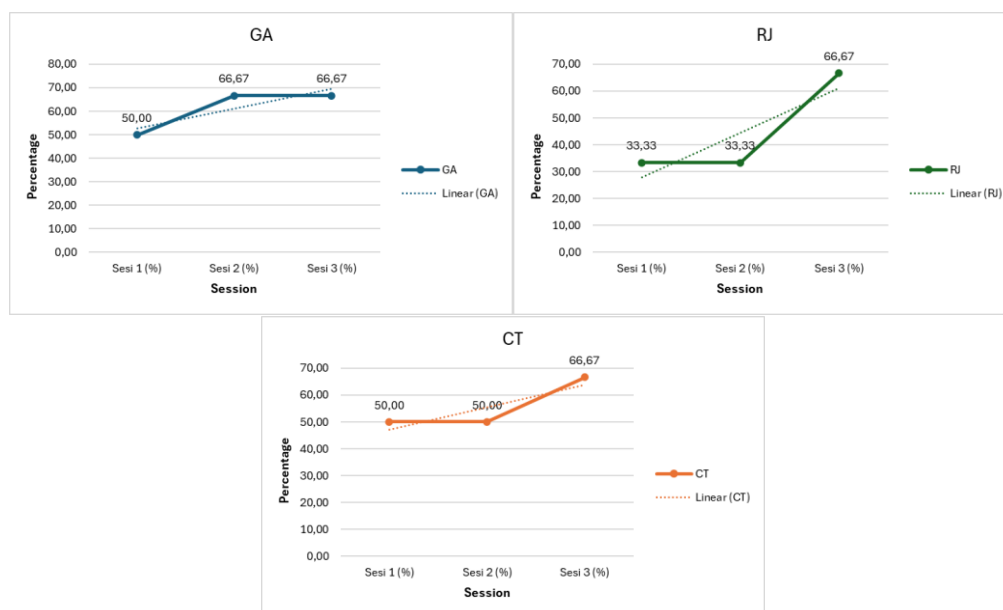 GA
80,00
70,00
60,00
50,00
40,00
30,00
20,00
10,00
0,00
Percentage
50,00
66,67
66,67
Sesi 1 (%)
Sesi 2 (%)
Sesi 3 (%)
Session
GA
Linear (GA)
RJ
70,00
60,00
50,00
40,00
30,00
20,00
10,00
0,00
Percentage
33,33
33,33
66,67
Sesi 1 (%)
Sesi 2 (%)
Sesi 3 (%)
Session
RJ
Linear (RJ)
CT
70,00
60,00
50,00
40,00
30,00
20,00
10,00
0,00
Percentage
50,00
50,00
66,67
Sesi 1 (%)
Sesi 2 (%)
Sesi 3 (%)
Session
CT
Linear (CT)